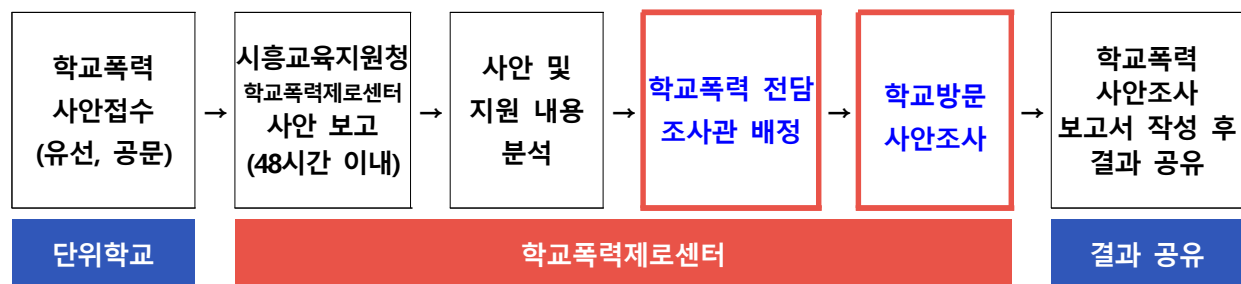 학교폭력
사안접수
(유선, 공문)
→
시흥교육지원청
학교폭력제로센터
사안 보고
(48시간 이내)
→
사안 및
지원 내용
분석
→
학교폭력 전담
조사관 배정
→
학교방문
사안조사
→
학교폭력
사안조사
보고서 작성 후
결과 공유
단위학교
학교폭력제로센터
결과 공유